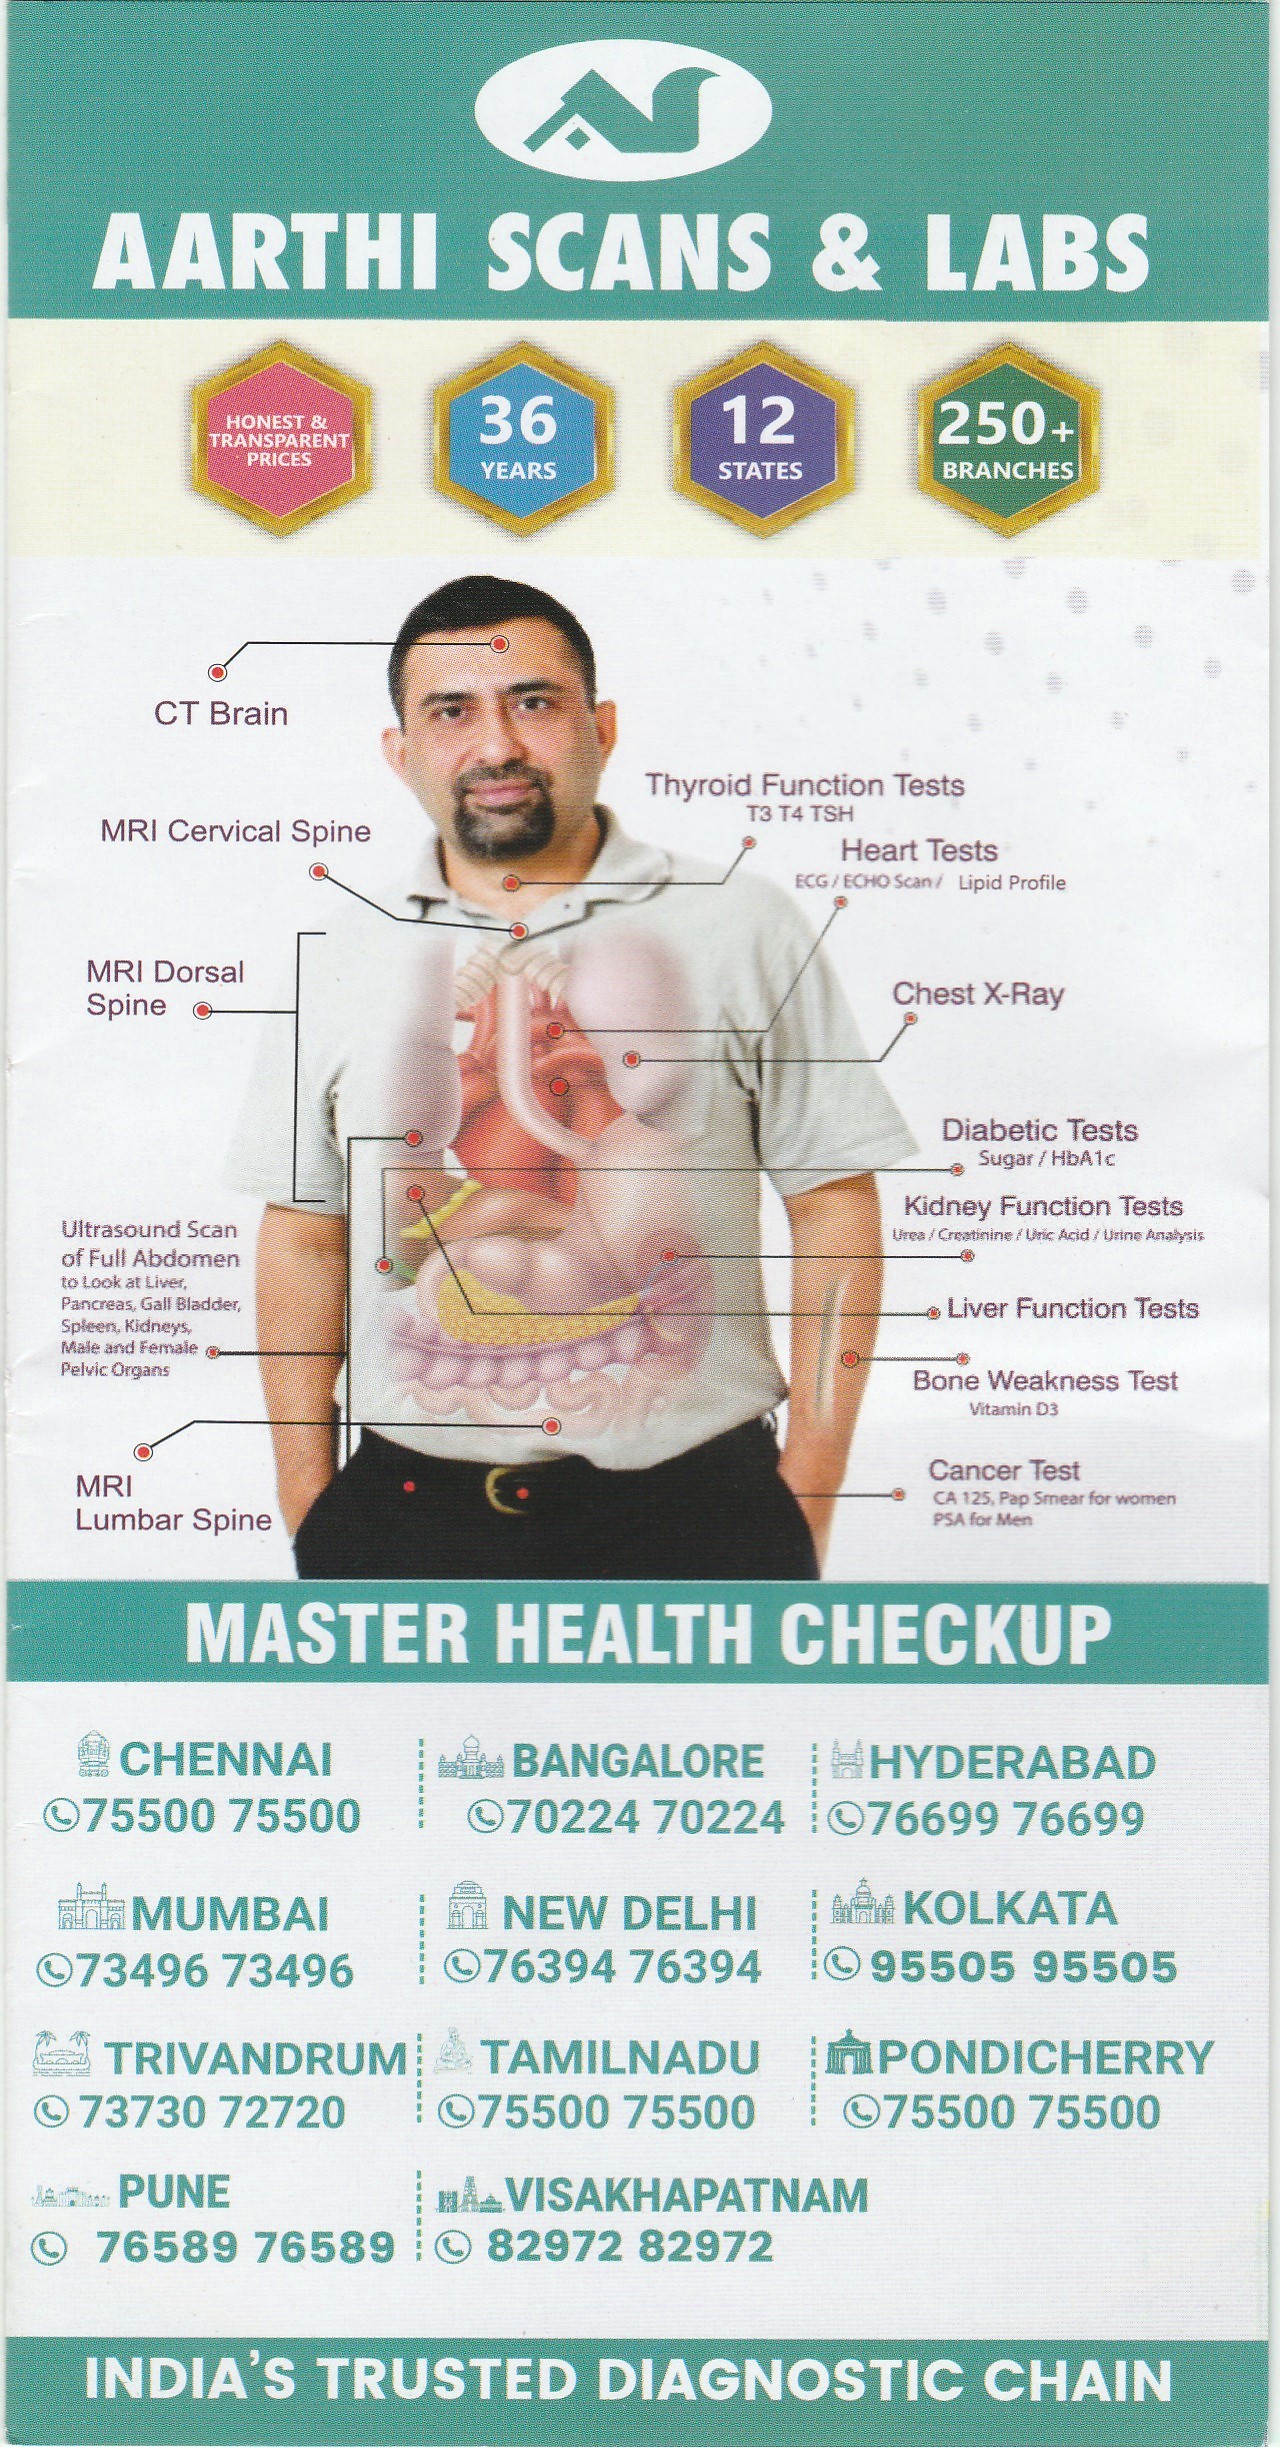 AARTHI SCANS & LABS
HONEST &
TRANSPARENT
PRICES
36
YEARS
12
STATES
250+
BRANCHES
CT Brain
Thyroid Function Tests
T3 T4 TSH
MRI Cervical Spine
Heart Tests
ECG / ECHO Scan / Lipid Profile
MRI Dorsal
Spine
Chest X-Ray
Diabetic Tests
Sugar / HbA1c
Kidney Function Tests
Urea / Creatinine / Uric Acid / Urine Analysis
Ultrasound Scan
of Full Abdomen
to Look at Liver,
Pancreas, Gall Bladder,
Spleen, Kidneys,
Male and Female
Pelvic Organs
Liver Function Tests
Bone Weakness Test
Vitamin D3
MRI
Lumbar Spine
Cancer Test
CA 125, Pap Smear for women
PSA for Men
MASTER HEALTH CHECKUP
CHENNAI
75500 75500
BANGALORE
70224 70224
HYDERABAD
76699 76699
MUMBAI
73496 73496
NEW DELHI
76394 76394
KOLKATA
95505 95505
TRIVANDRUM
73730 72720
TAMILNADU
75500 75500
PONDICHERRY
75500 75500
PUNE
76589 76589
VISAKHAPATNAM
82972 82972
INDIA'S TRUSTED DIAGNOSTIC CHAIN